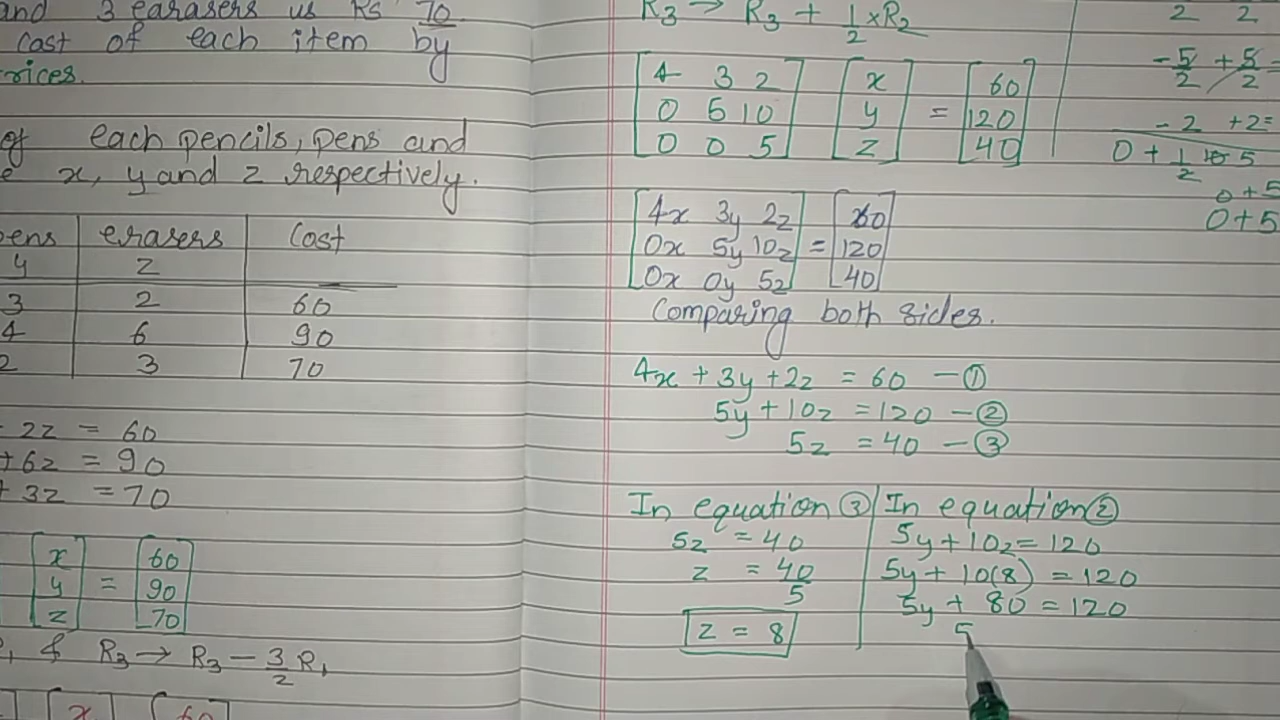 and 3 earasers is Rs 70
cost of each item by
rices.
of each pencils, pens and
x, y and z respectively.
pens erasers Cost
y z
3 2 60
4 6 90
2 3 70
2z = 60
+6z = 90
+ 3z = 70
[x] [60]
[y] = [90]
[z] [70]
& R₃ → R₃ - 3/2 R₁
[x] [60]
R₃ → R₃ + 1/2 × R₂
[4 3 2] [x] [60]
[0 5 10] [y] = [120]
[0 0 5] [z] [40]
[4x 3y 2z] [60]
[0x 5y 10z] = [120]
[0x 0y 5z] [40]
Comparing both sides.
4x + 3y + 2z = 60 - ①
5y + 10z = 120 - ②
5z = 40 - ③
In equation ③
5z = 40
z = 40/5
z = 8
In equation ②
5y + 10z = 120
5y + 10(8) = 120
5y + 80 = 120
5
2 2
-5/2 + 5/2 =
-2 +2=
0 + 1/2 10 5
0 + 5
0 + 5